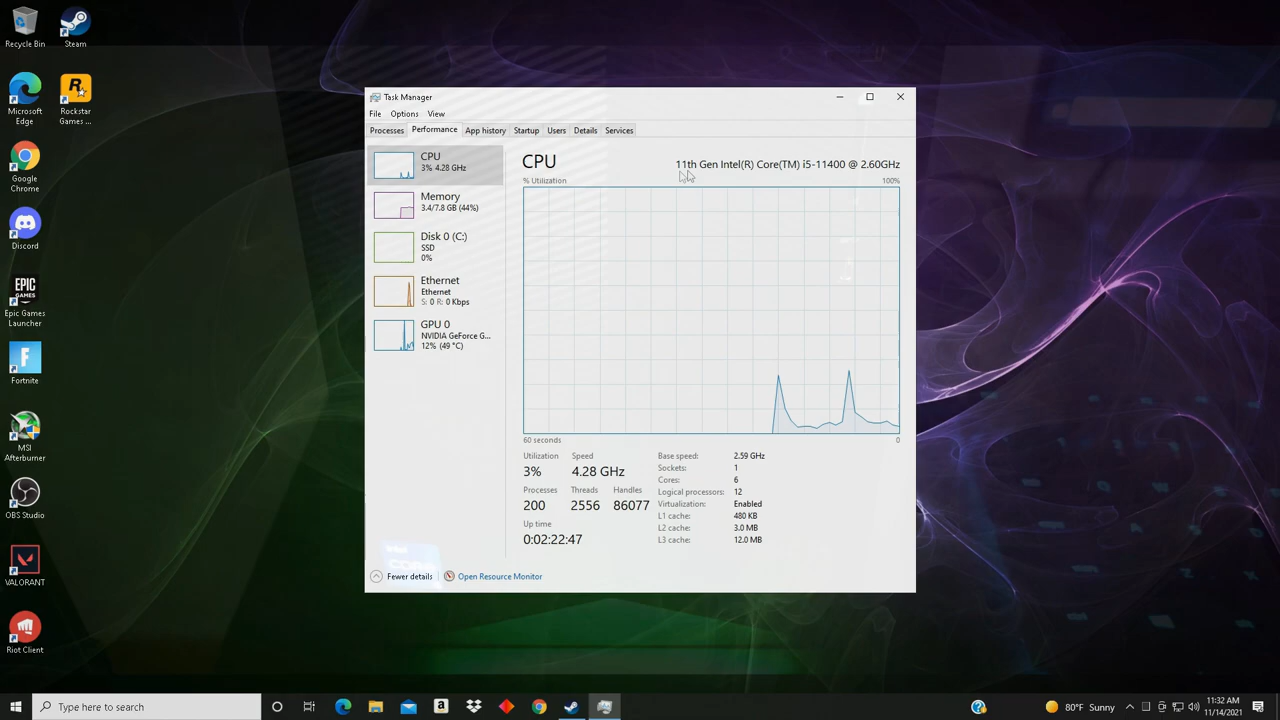 Recycle Bin
Steam
Microsoft
Edge
Rockstar
Games ...
Google
Chrome
Discord
Epic Games
Launcher
Fortnite
MSI
Afterburner
OBS Studio
VALORANT
Riot Client
Task Manager
File Options View
Processes Performance App history Startup Users Details Services
CPU
3% 4.28 GHz
Memory
3.4/7.8 GB (44%)
Disk 0 (C:)
SSD
0%
Ethernet
Ethernet
S: 0 R: 0 Kbps
GPU 0
NVIDIA GeForce G...
12% (49 °C)
CPU 11th Gen Intel(R) Core(TM) i5-11400 @ 2.60GHz
% Utilization 100%
60 seconds 0
Utilization Speed
3% 4.28 GHz
Processes Threads Handles
200 2556 86077
Up time
0:02:22:47
Base speed: 2.59 GHz
Sockets: 1
Cores: 6
Logical processors: 12
Virtualization: Enabled
L1 cache: 480 KB
L2 cache: 3.0 MB
L3 cache: 12.0 MB
Fewer details Open Resource Monitor
Type here to search
80°F Sunny
11:32 AM
11/14/2021